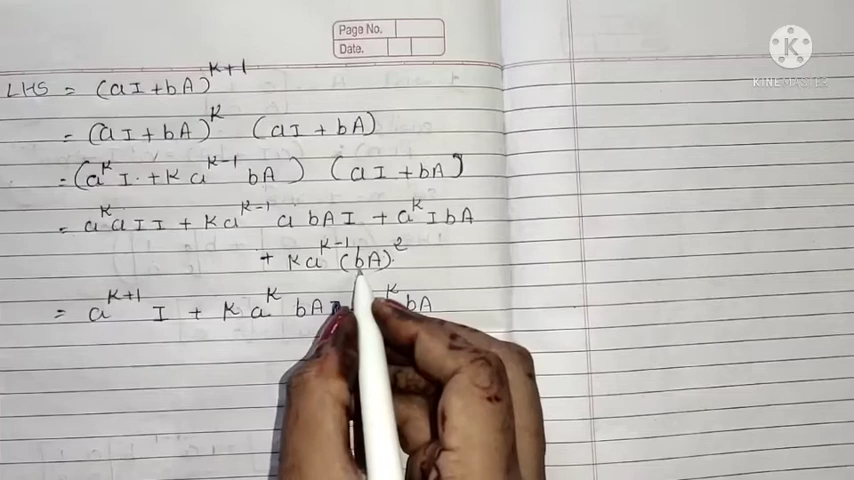 Page No.
Date.
KINEMASTER
LHS = (aI+bA)^{K+1}
= (aI+bA)^K (aI+bA)
= (a^K I + K a^{K-1} bA) (aI+bA)
= a^K a I I + K a^{K-1} a bAI + a^K I bA
+ K a^{K-1} (bA)^2
= a^{K+1} I + K a^K bA K bA